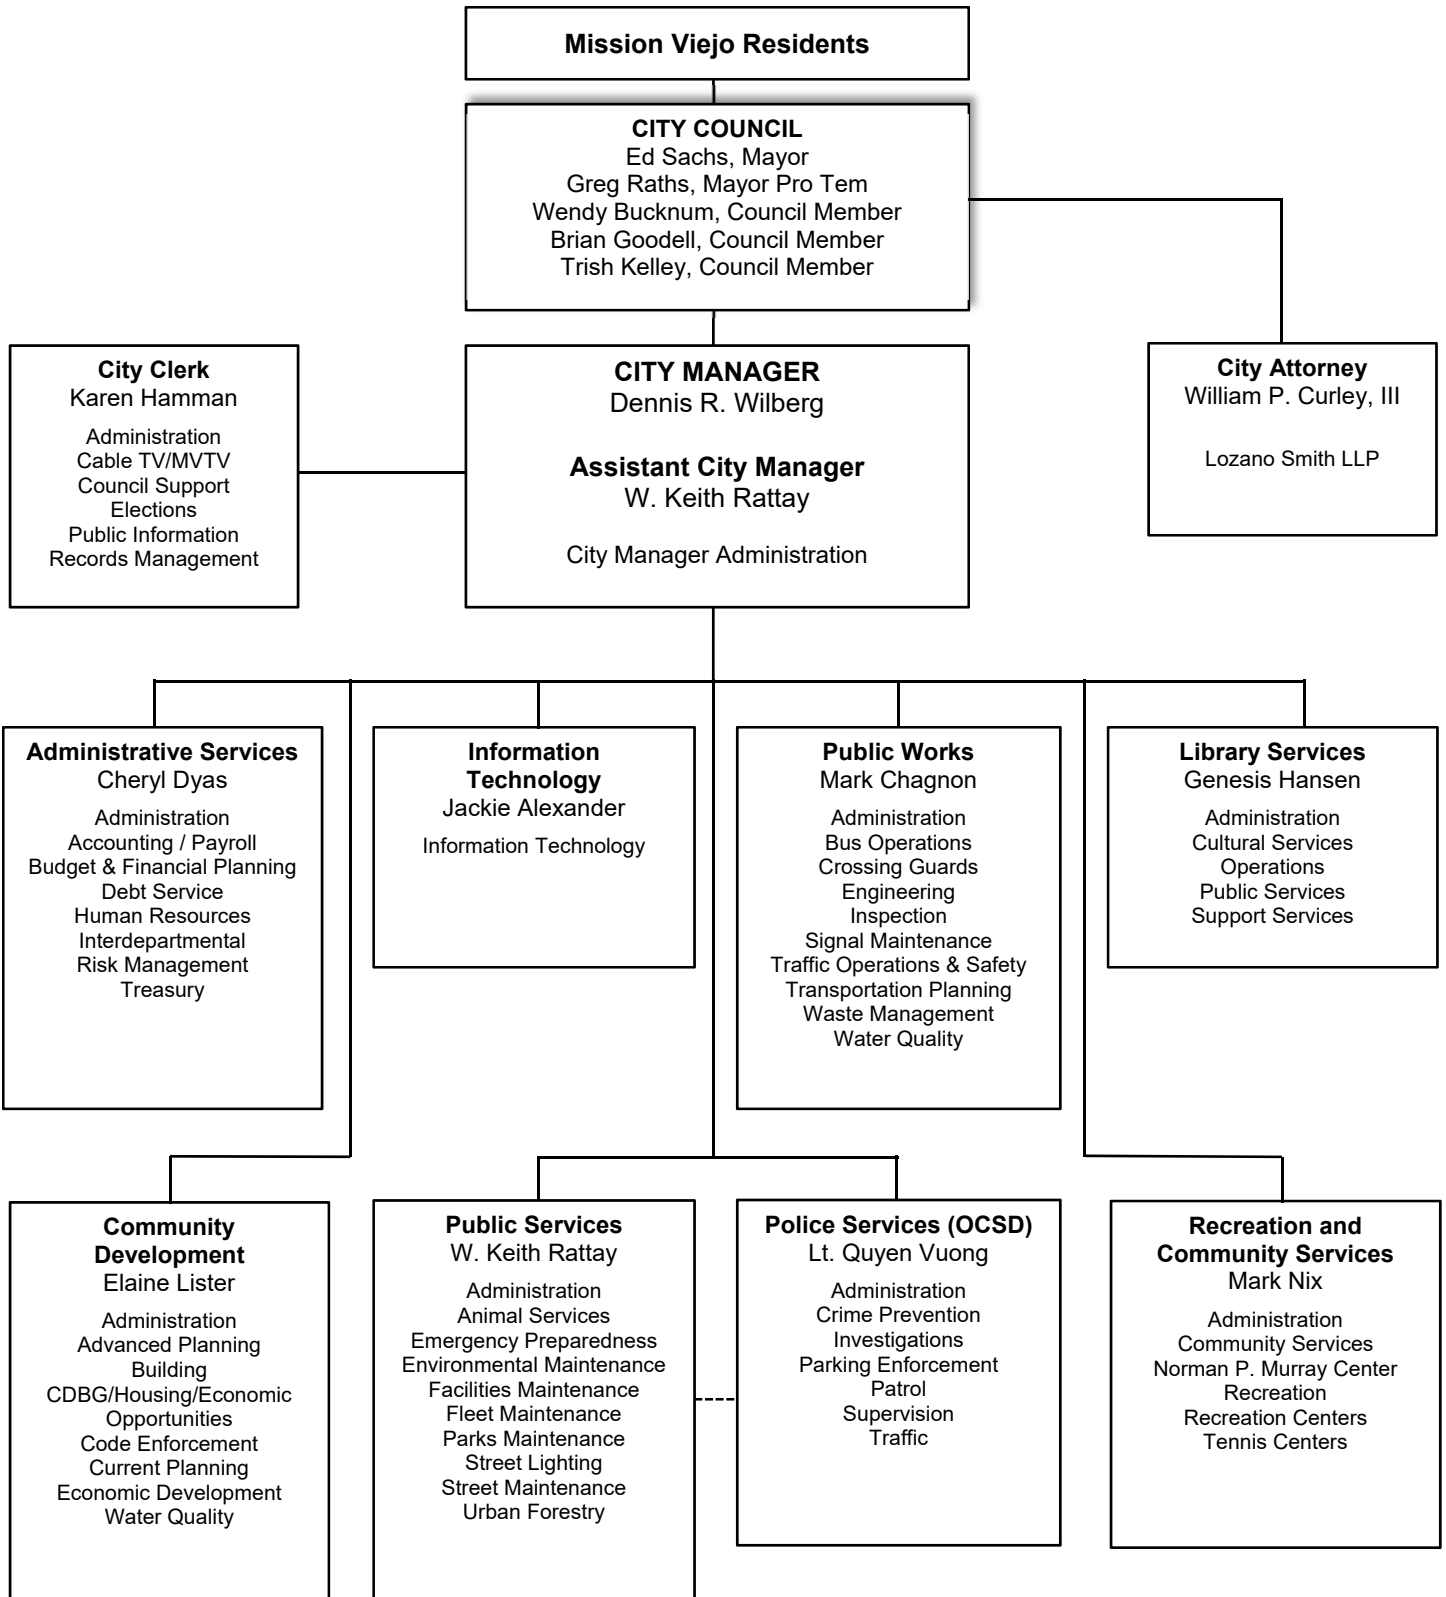 Mission Viejo Residents
CITY COUNCIL
Ed Sachs, Mayor
Greg Raths, Mayor Pro Tem
Wendy Bucknum, Council Member
Brian Goodell, Council Member
Trish Kelley, Council Member
City Clerk
Karen Hamman
Administration
Cable TV/MVTV
Council Support
Elections
Public Information
Records Management
CITY MANAGER
Dennis R. Wilberg
Assistant City Manager
W. Keith Rattay
City Manager Administration
City Attorney
William P. Curley, III
Lozano Smith LLP
Administrative Services
Cheryl Dyas
Administration
Accounting / Payroll
Budget & Financial Planning
Debt Service
Human Resources
Interdepartmental
Risk Management
Treasury
Information
Technology
Jackie Alexander
Information Technology
Public Works
Mark Chagnon
Administration
Bus Operations
Crossing Guards
Engineering
Inspection
Signal Maintenance
Traffic Operations & Safety
Transportation Planning
Waste Management
Water Quality
Library Services
Genesis Hansen
Administration
Cultural Services
Operations
Public Services
Support Services
Community
Development
Elaine Lister
Administration
Advanced Planning
Building
CDBG/Housing/Economic
Opportunities
Code Enforcement
Current Planning
Economic Development
Water Quality
Public Services
W. Keith Rattay
Administration
Animal Services
Emergency Preparedness
Environmental Maintenance
Facilities Maintenance
Fleet Maintenance
Parks Maintenance
Street Lighting
Street Maintenance
Urban Forestry
Police Services (OCSD)
Lt. Quyen Vuong
Administration
Crime Prevention
Investigations
Parking Enforcement
Patrol
Supervision
Traffic
Recreation and
Community Services
Mark Nix
Administration
Community Services
Norman P. Murray Center
Recreation
Recreation Centers
Tennis Centers